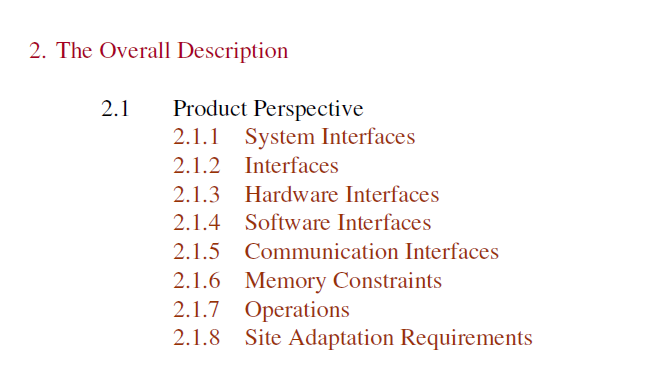 2. The Overall Description
2.1 Product Perspective
2.1.1 System Interfaces
2.1.2 Interfaces
2.1.3 Hardware Interfaces
2.1.4 Software Interfaces
2.1.5 Communication Interfaces
2.1.6 Memory Constraints
2.1.7 Operations
2.1.8 Site Adaptation Requirements